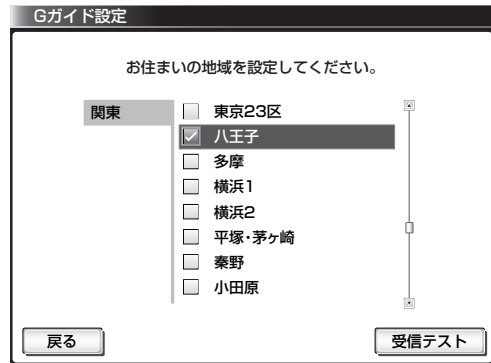 Gガイド設定
お住まいの地域を設定してください。
関東
東京23区
八王子
多摩
横浜1
横浜2
平塚・茅ヶ崎
秦野
小田原
戻る
受信テスト